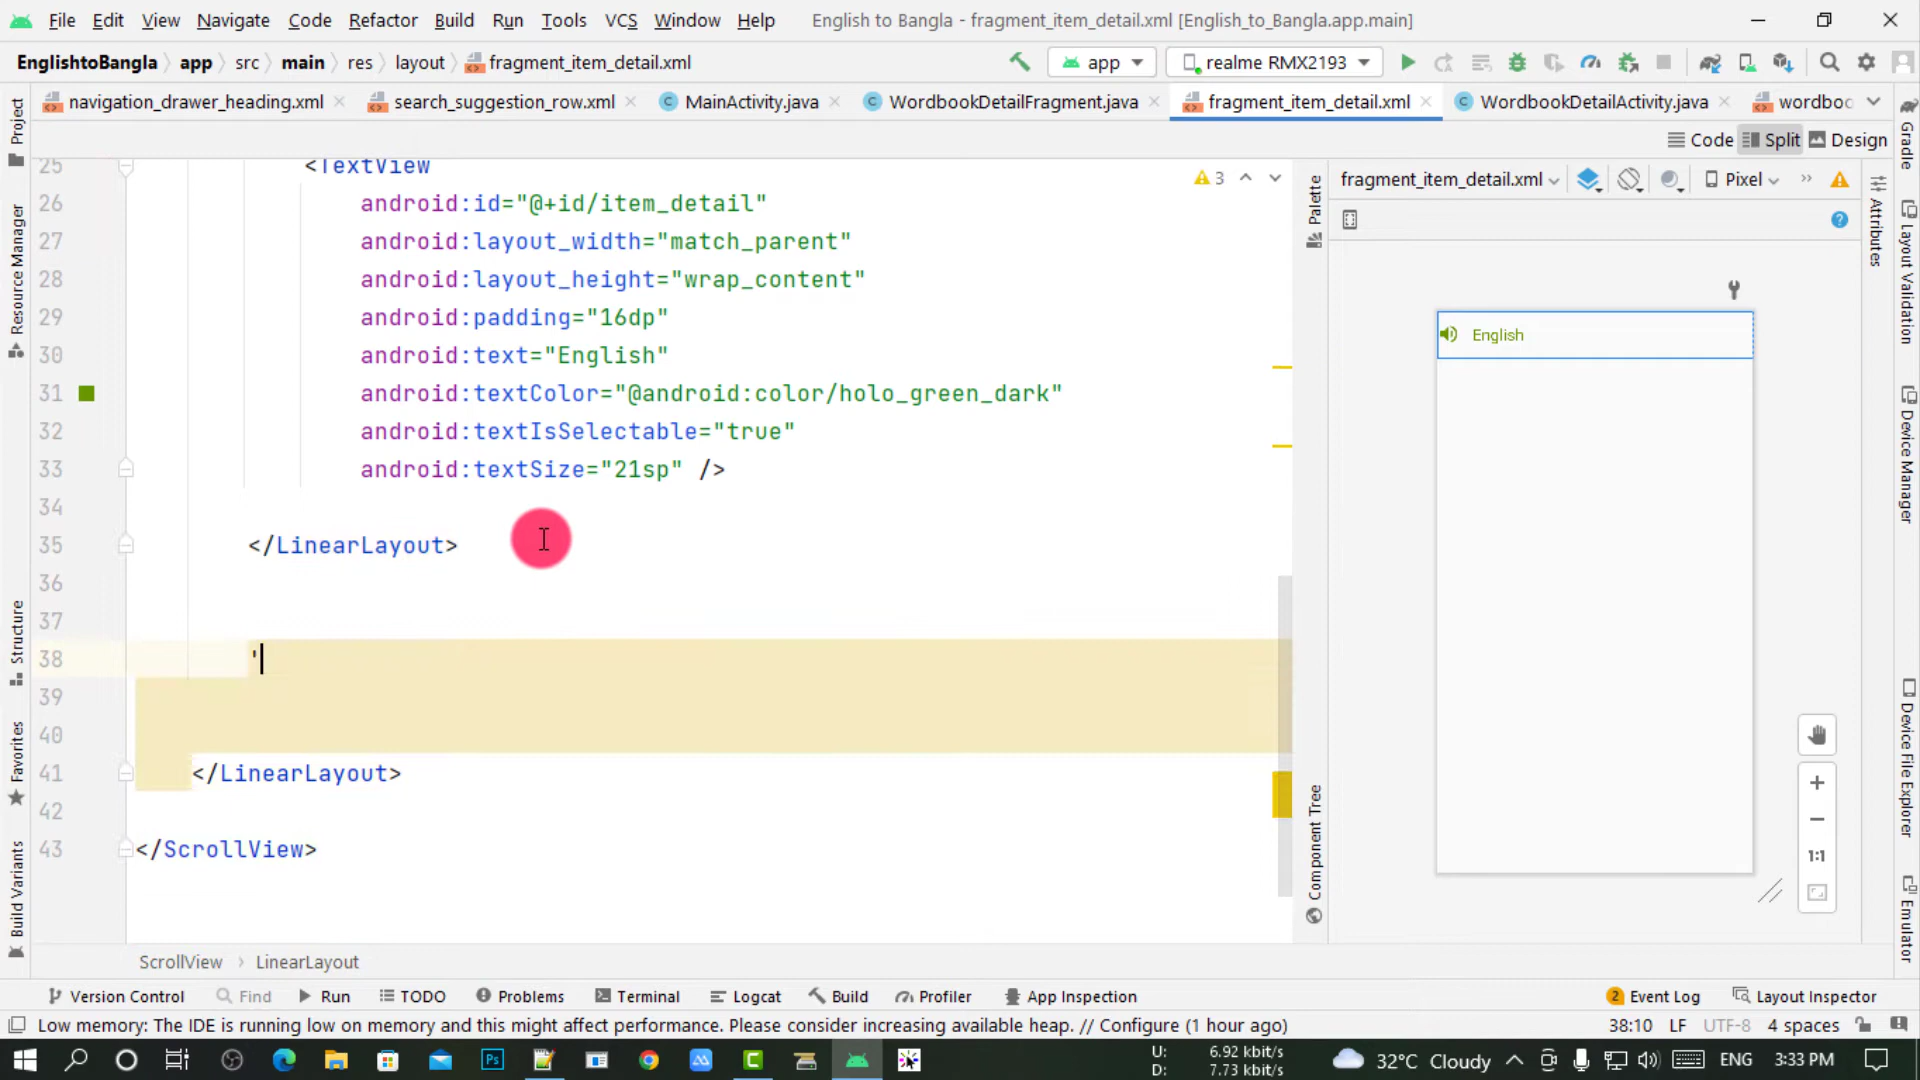 File Edit View Navigate Code Refactor Build Run Tools VCS Window Help English to Bangla - fragment_item_detail.xml [English_to_Bangla.app.main]
EnglishtoBangla app src main res layout fragment_item_detail.xml app realme RMX2193
navigation_drawer_heading.xml search_suggestion_row.xml MainActivity.java WordbookDetailFragment.java fragment_item_detail.xml WordbookDetailActivity.java wordboo
Code Split Design
25 <TextView
26 android:id="@+id/item_detail"
27 android:layout_width="match_parent"
28 android:layout_height="wrap_content"
29 android:padding="16dp"
30 android:text="English"
31 android:textColor="@android:color/holo_green_dark"
32 android:textIsSelectable="true"
33 android:textSize="21sp" />
34
35 </LinearLayout>
36
37
38 '
39
40
41 </LinearLayout>
42
43 </ScrollView>
3
fragment_item_detail.xml Pixel
English
1:1
Project
Resource Manager
Structure
Favorites
Build Variants
Palette
Component Tree
Attributes
Gradle
Layout Validation
Device Manager
Device File Explorer
Emulator
ScrollView LinearLayout
Version Control Find Run TODO Problems Terminal Logcat Build Profiler App Inspection 2 Event Log Layout Inspector
Low memory: The IDE is running low on memory and this might affect performance. Please consider increasing available heap. // Configure (1 hour ago) 38:10 LF UTF-8 4 spaces
U: 6.92 kbit/s
D: 7.73 kbit/s
32°C Cloudy ENG 3:33 PM